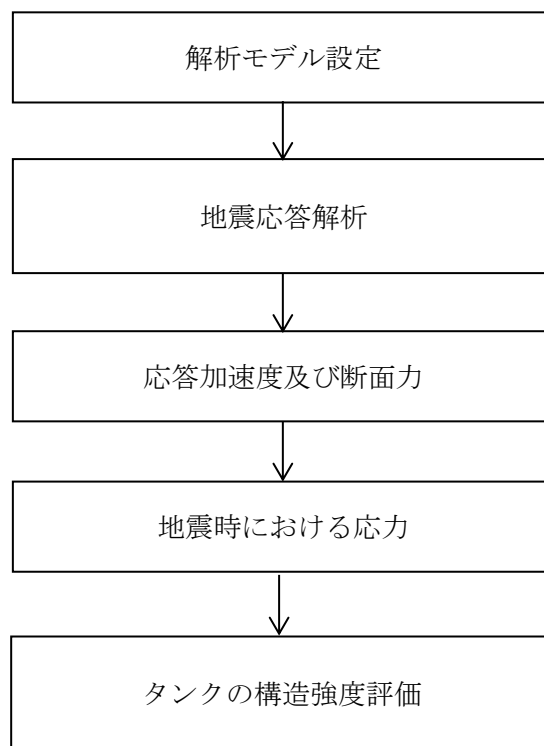 解析モデル設定
地震応答解析
応答加速度及び断面力
地震時における応力
タンクの構造強度評価